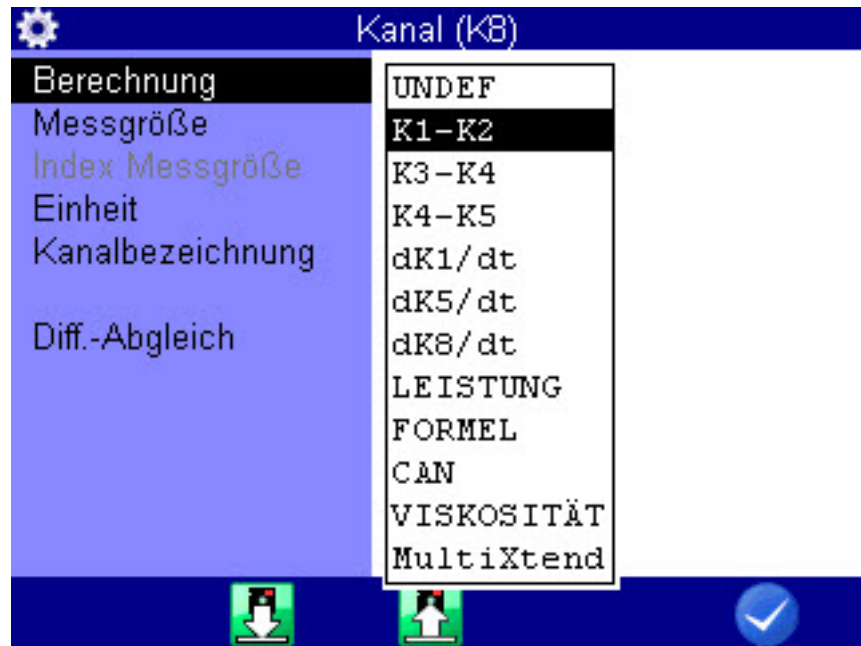 Kanal (K8)
Berechnung
Messgröße
Index Messgröße
Einheit
Kanalbezeichnung
Diff.-Abgleich
UNDEF
K1-K2
K3-K4
K4-K5
dK1/dt
dK5/dt
dK8/dt
LEISTUNG
FORMEL
CAN
VISKOSITÄT
MultiXtend